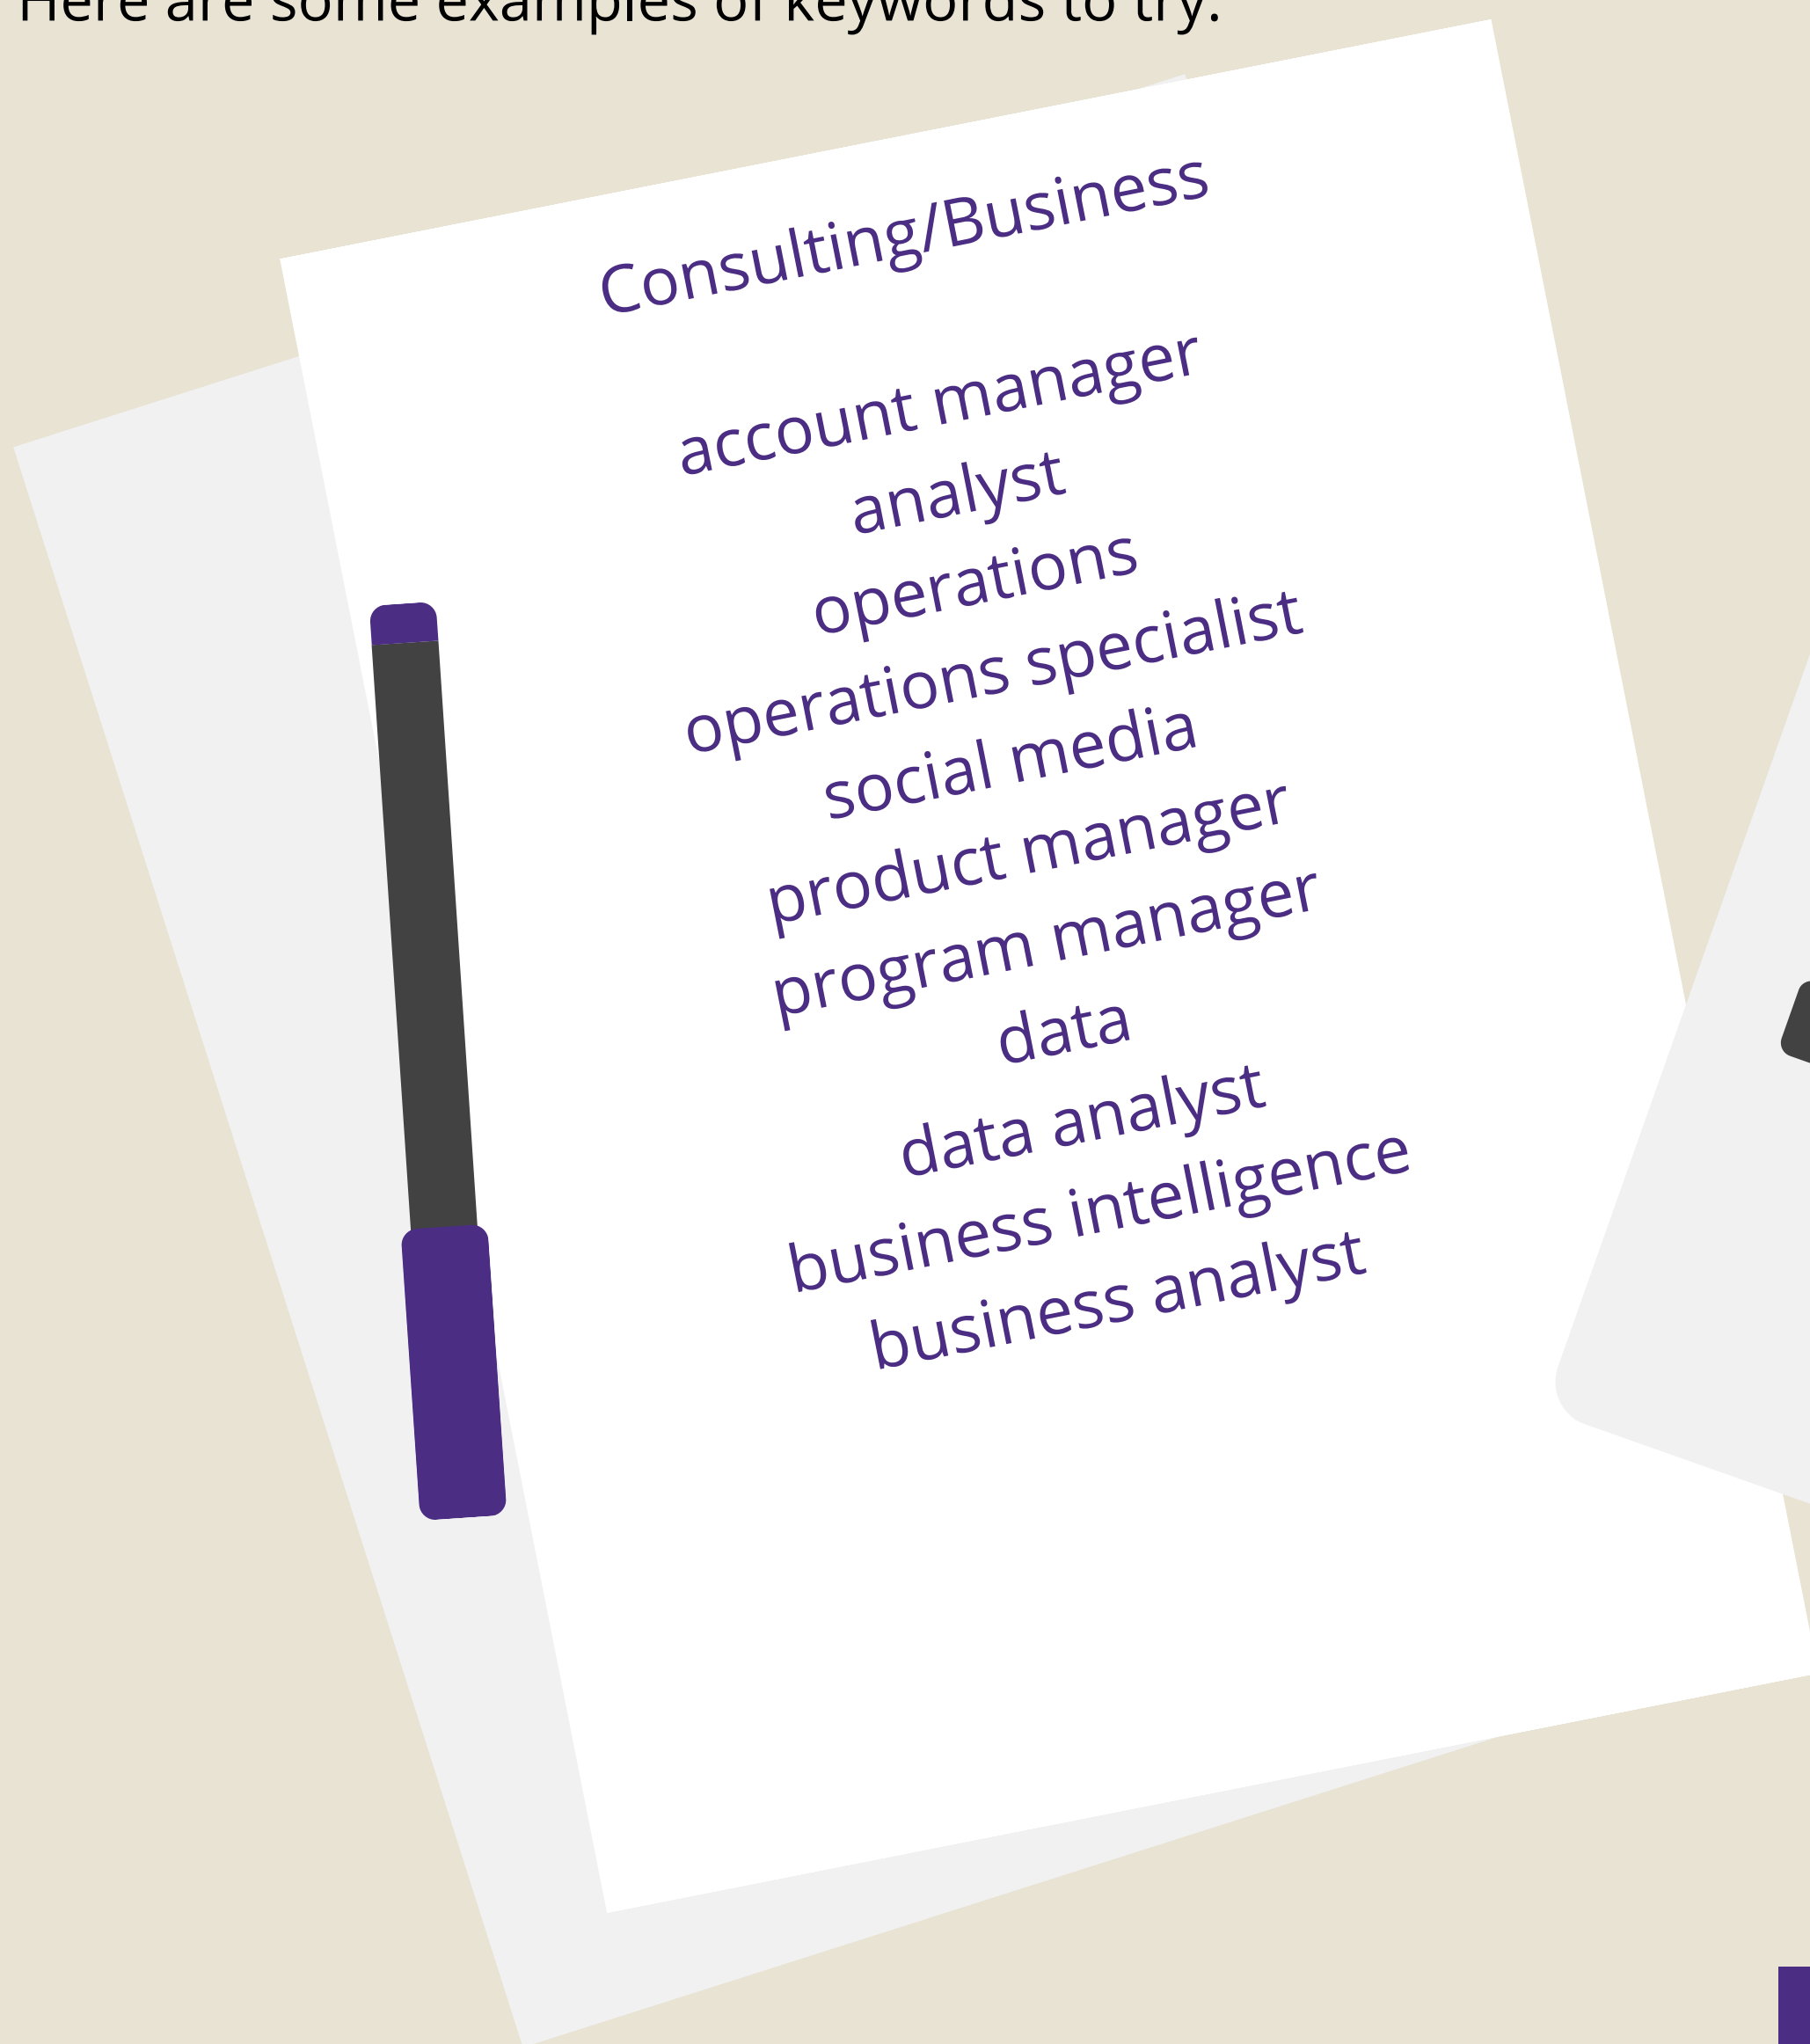 Here are some examples of keywords to try:
Consulting/Business
account manager
analyst
operations
operations specialist
social media
product manager
program manager
data
data analyst
business intelligence
business analyst